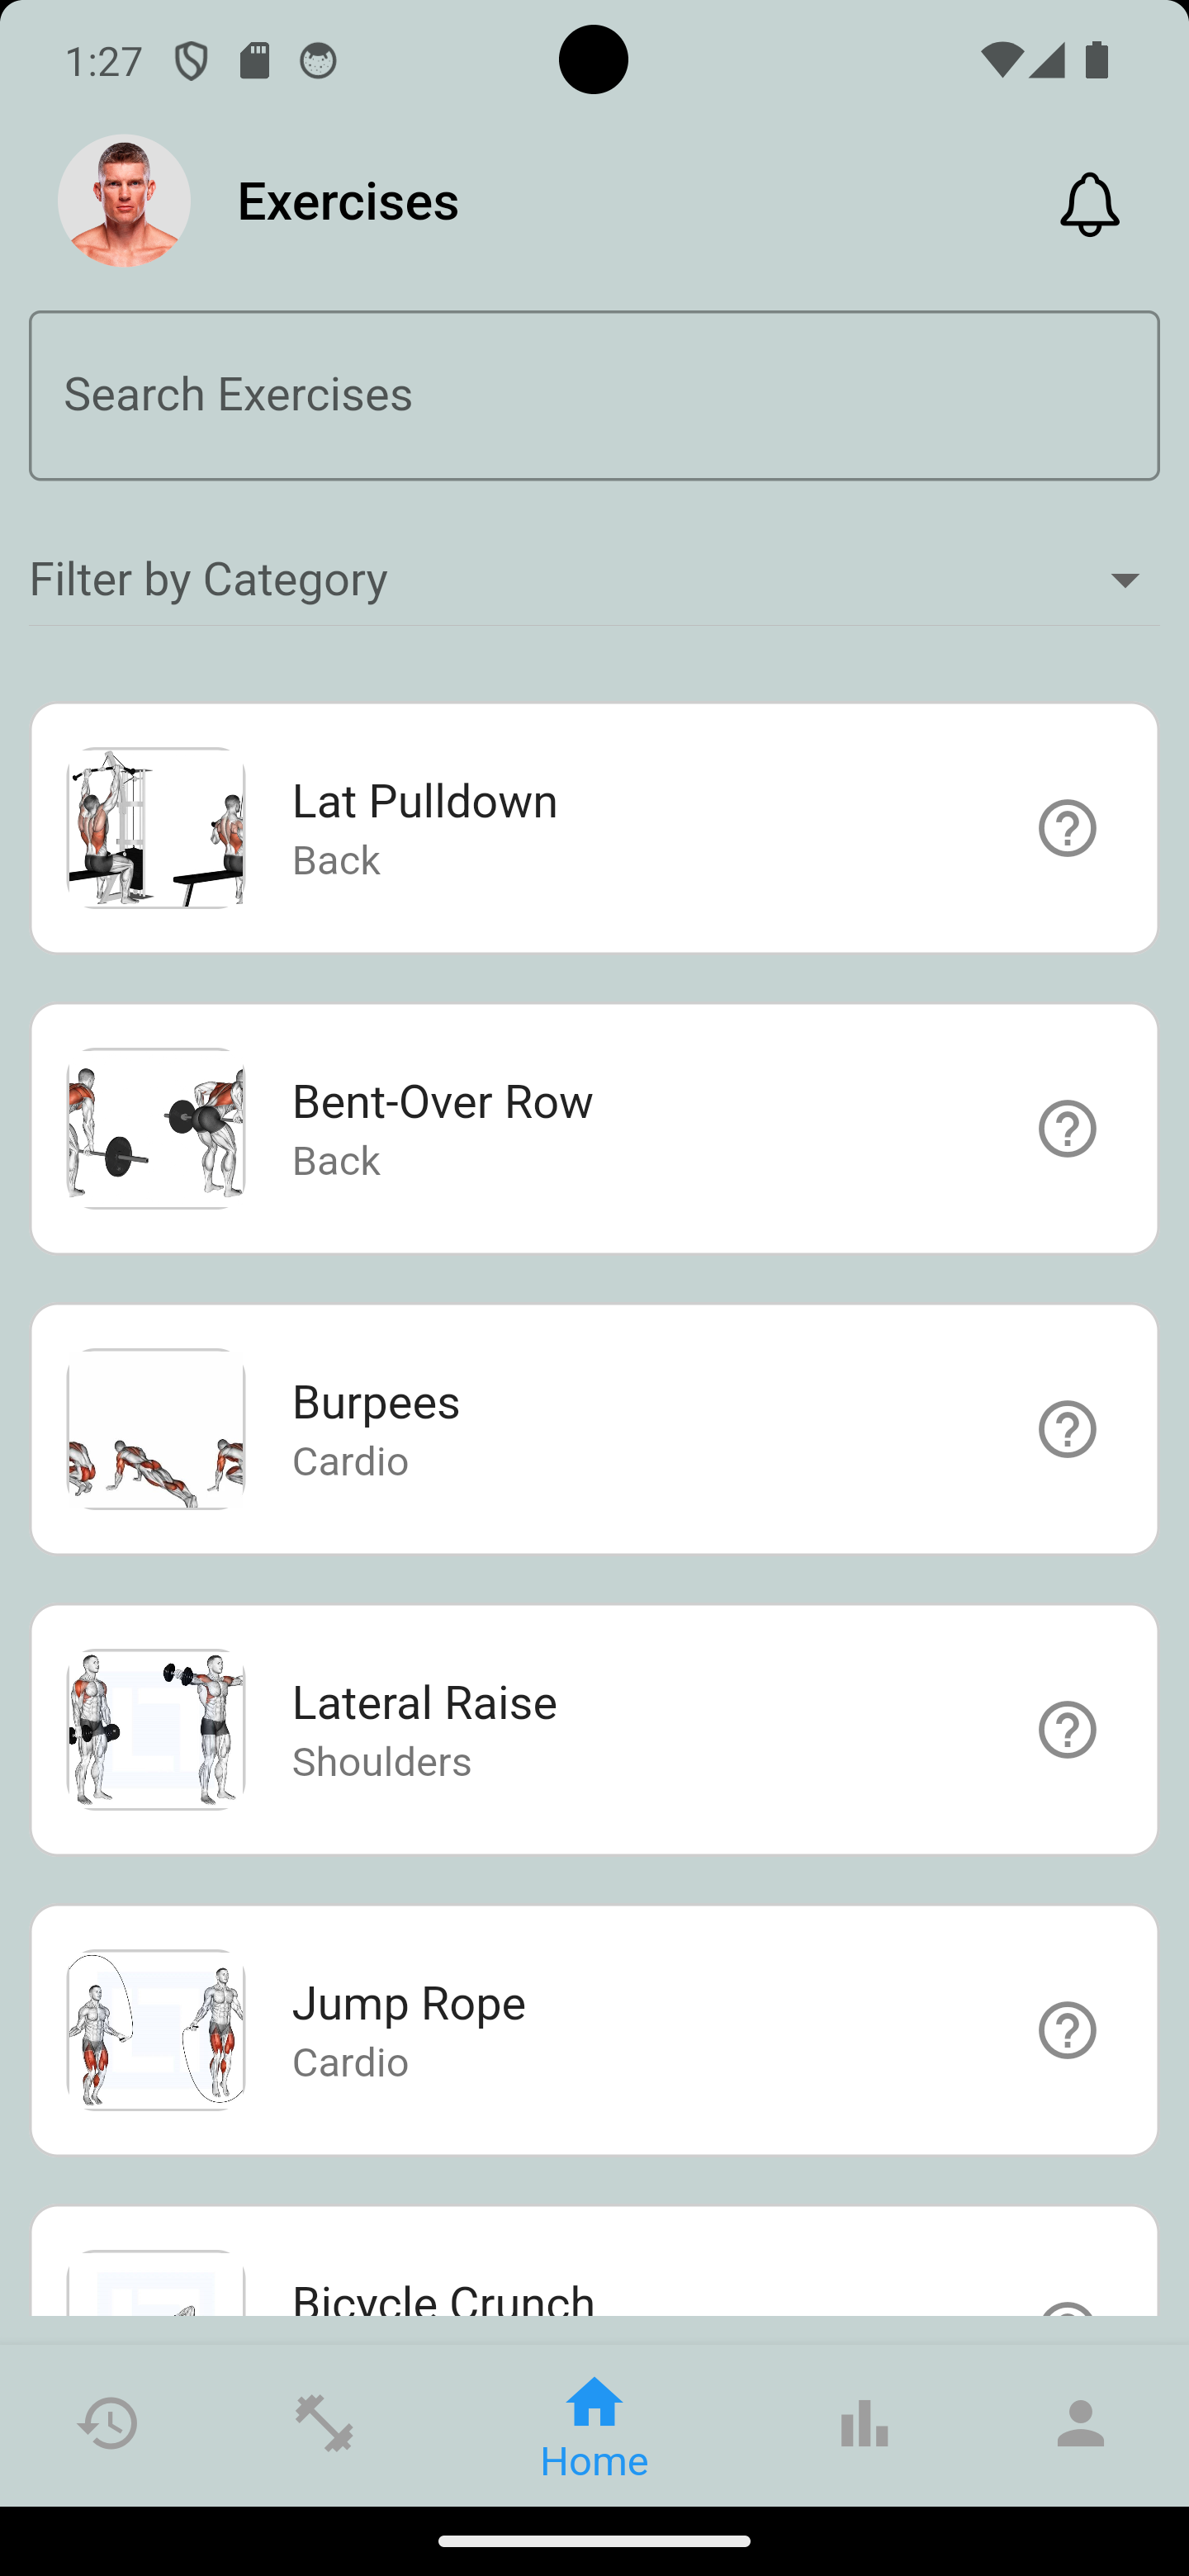 1:27
Exercises
Search Exercises
Filter by Category
Lat Pulldown
Back
Bent-Over Row
Back
Burpees
Cardio
Lateral Raise
Shoulders
Jump Rope
Cardio
Bicycle Crunch
Home